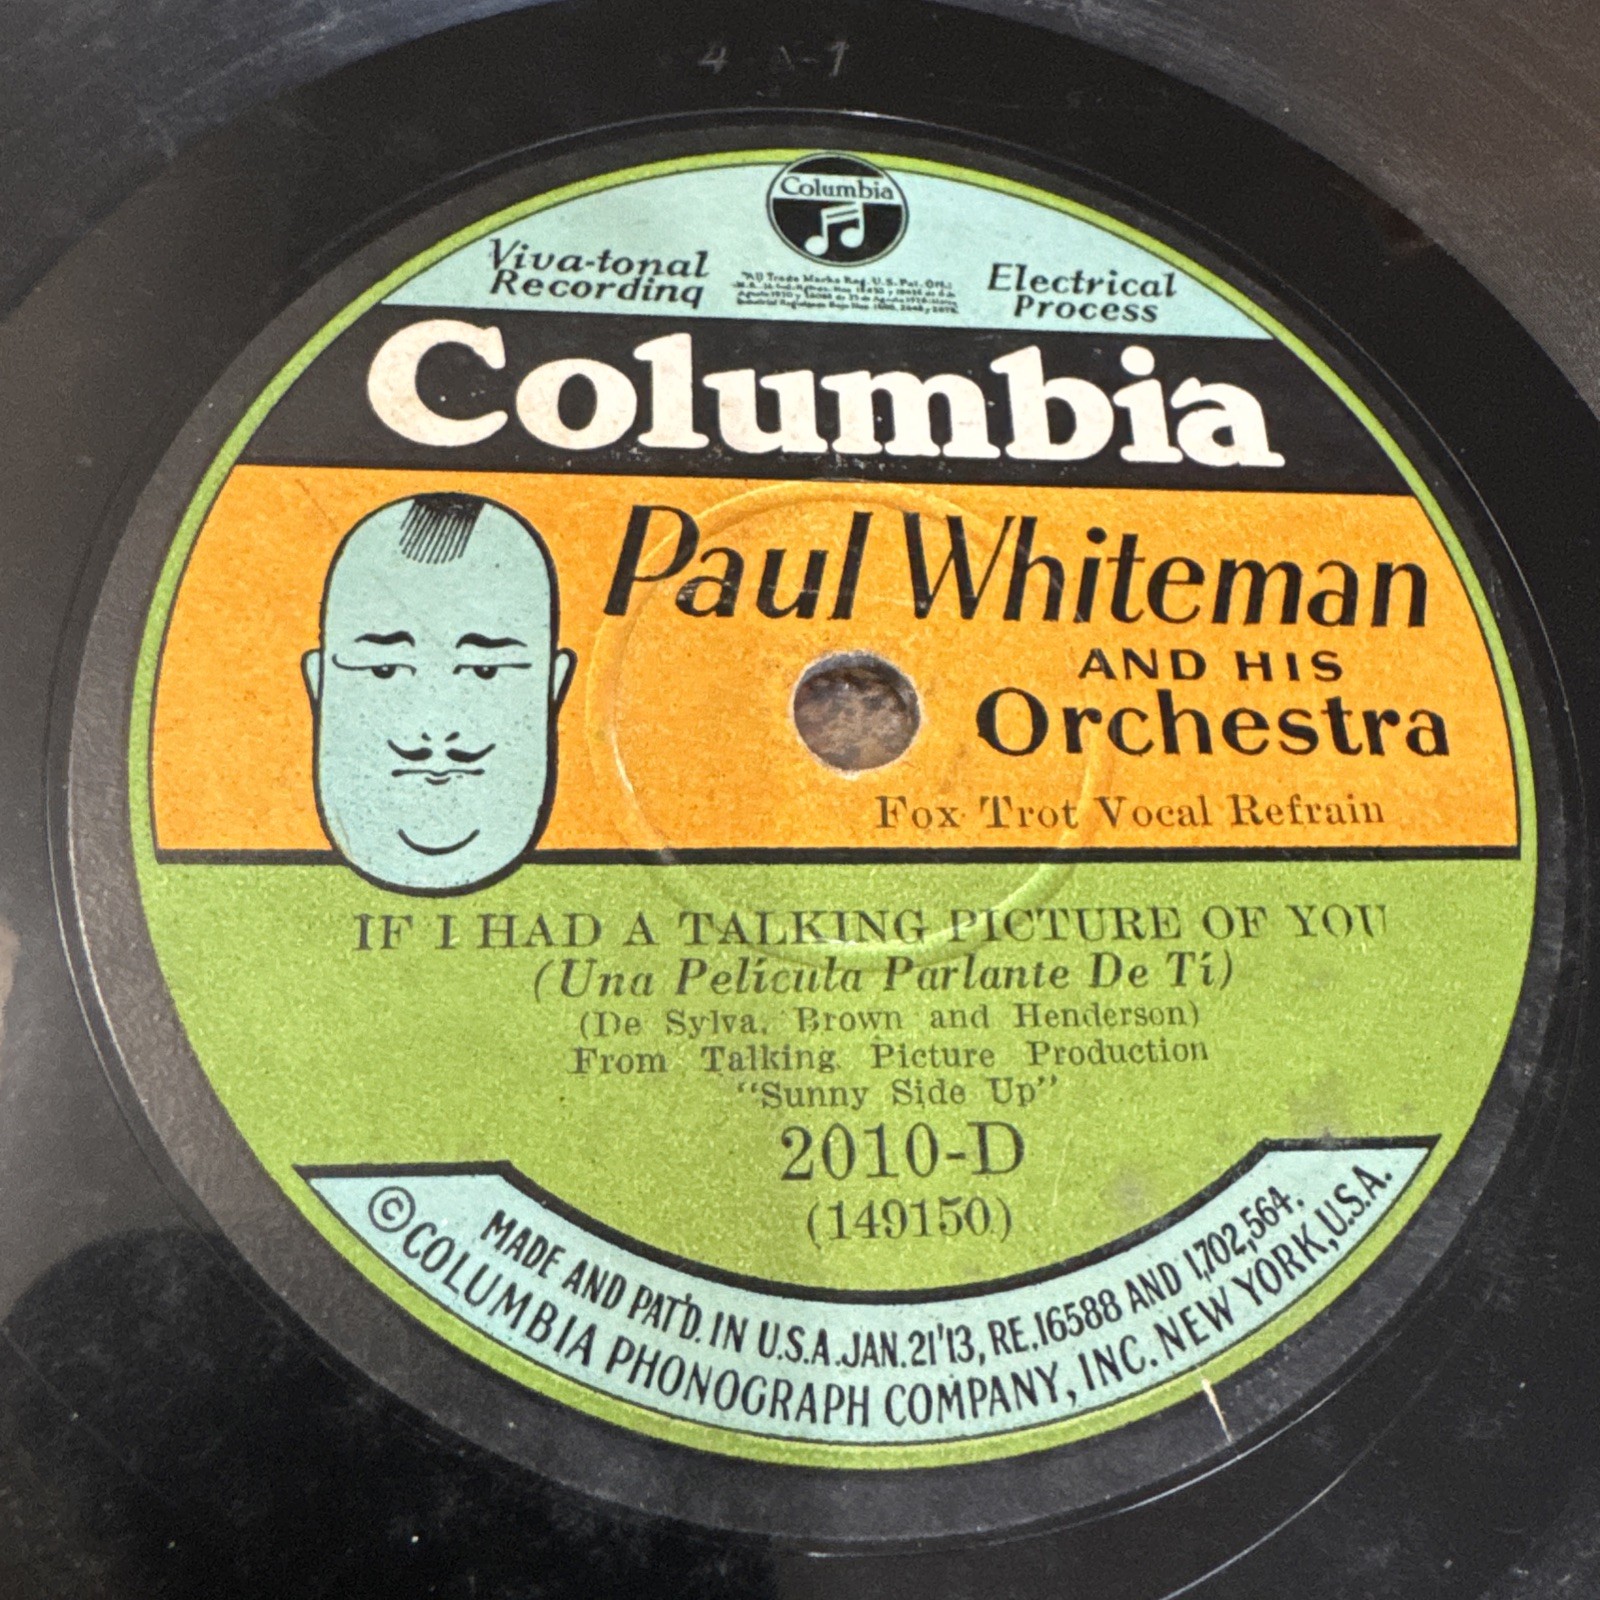 Columbia
Viva-tonal
Recording
Electrical
Process
Columbia
Paul Whiteman
AND HIS
Orchestra
Fox Trot Vocal Refrain
IF I HAD A TALKING PICTURE OF YOU
(Una Película Parlante De Tí)
(De Sylva, Brown and Henderson)
From Talking Picture Production
“Sunny Side Up”
2010-D
(149150)
MADE AND PAT'D. IN U.S.A. JAN. 21'13, RE. 16588 AND 1,702,564.
© COLUMBIA PHONOGRAPH COMPANY, INC. NEW YORK, U.S.A.